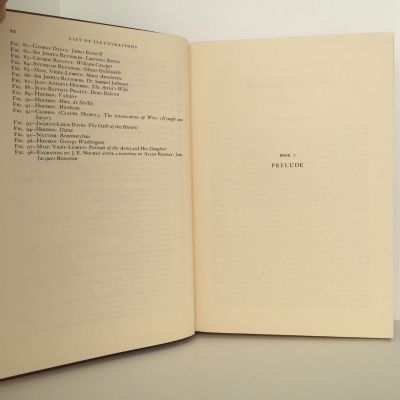 xx
LIST OF ILLUSTRATIONS
FIG. 81—GEORGE DANCE: James Boswell
FIG. 82—SIR JOSHUA REYNOLDS: Laurence Sterne
FIG. 83—GEORGE ROMNEY: William Cowper
FIG. 84—STUDIO OF REYNOLDS: Oliver Goldsmith
FIG. 85—MME. VIGÉE-LEBRUN: Marie Antoinette
FIG. 86—SIR JOSHUA REYNOLDS: Dr. Samuel Johnson
FIG. 87—JEAN-ANTOINE HOUDON: The Artist's Wife
FIG. 88—JEAN-BAPTISTE PIGALLE: Denis Diderot
FIG. 89—HOUDON: Voltaire
FIG. 90—HOUDON: Mme. de Sérilly
FIG. 91—HOUDON: Mirabeau
FIG. 92—CLODION (CLAUDE MICHEL): The Intoxication of Wine (Nymph and
Satyr)
FIG. 93—JACQUES-LOUIS DAVID: The Oath of the Horatii
FIG. 94—HOUDON: Diana
FIG. 95—NATTIER: Beaumarchais
FIG. 96—HOUDON: George Washington
FIG. 97—MME. VIGÉE-LEBRUN: Portrait of the Artist and Her Daughter
FIG. 98—ENGRAVING BY J. E. NOCHEZ AFTER A PAINTING BY ALLAN RAMSAY: Jean
Jacques Rousseau
BOOK I
PRELUDE